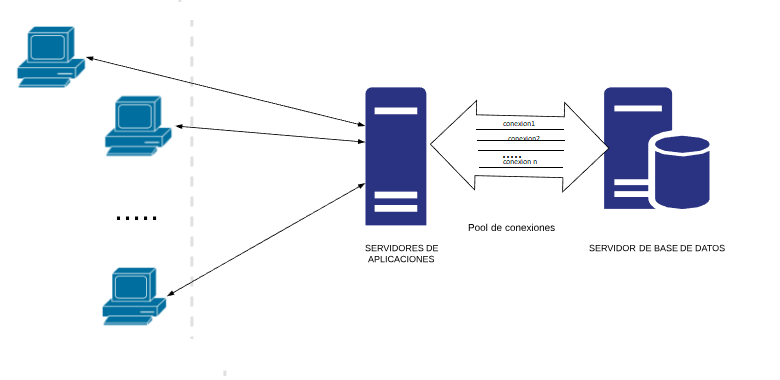 conexion1
conexion2
.....
conexion n
.....
Pool de conexiones
SERVIDORES DE
APLICACIONES
SERVIDOR DE BASE DE DATOS